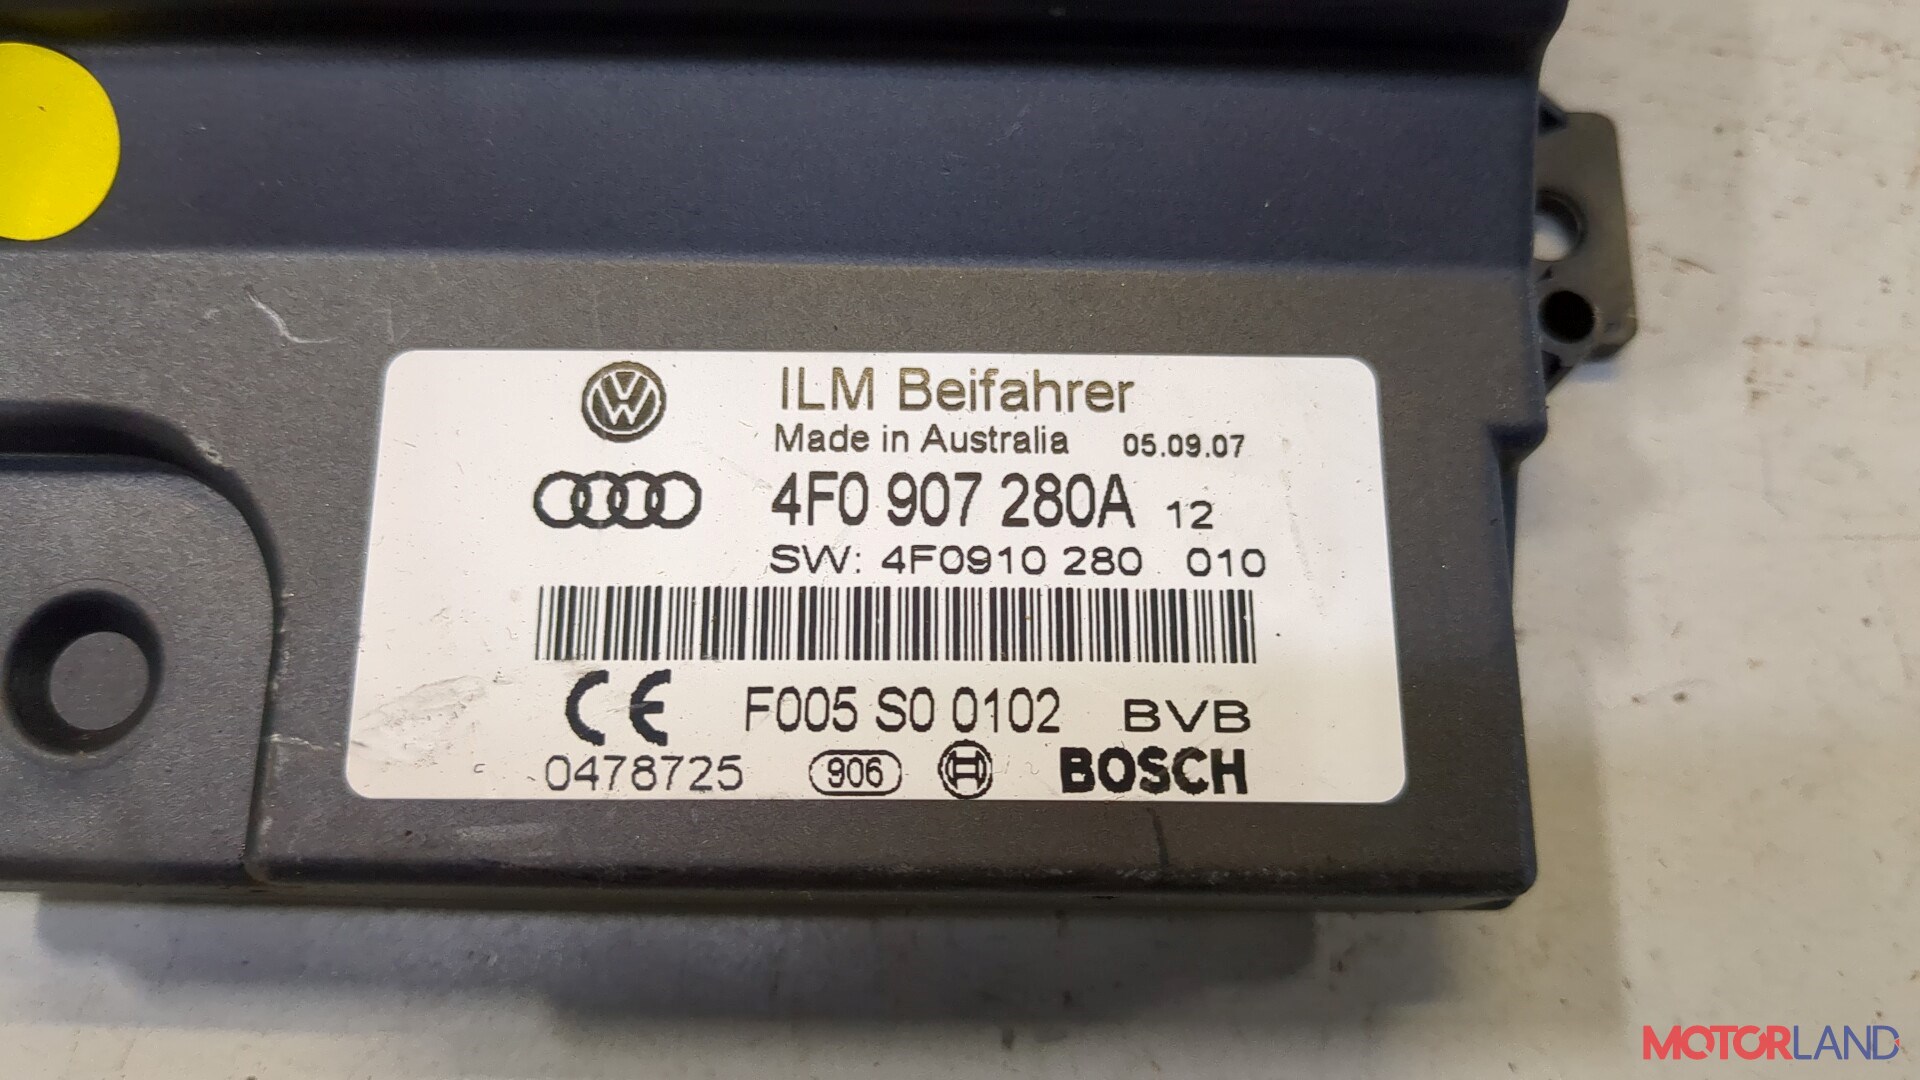 ILM Beifahrer
Made in Australia 05.09.07
4F0 907 280A 12
SW: 4F0910 280 010
CE F005 S0 0102 BVB
0478725 906 BOSCH
MOTORLAND